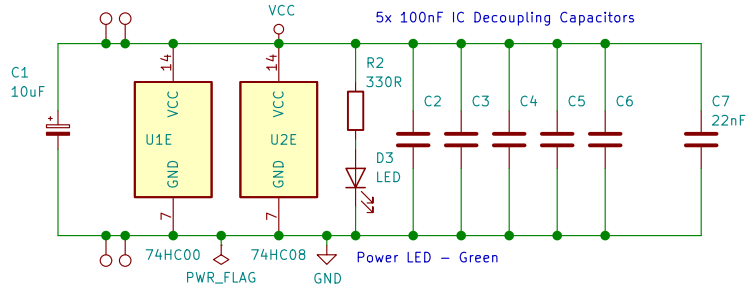 VCC
5x 100nF IC Decoupling Capacitors
C1
10uF
+
14
VCC
U1E
GND
7
74HC00
14
VCC
U2E
GND
7
74HC08
R2
330R
D3
LED
C2
C3
C4
C5
C6
C7
22nF
PWR_FLAG
GND
Power LED – Green